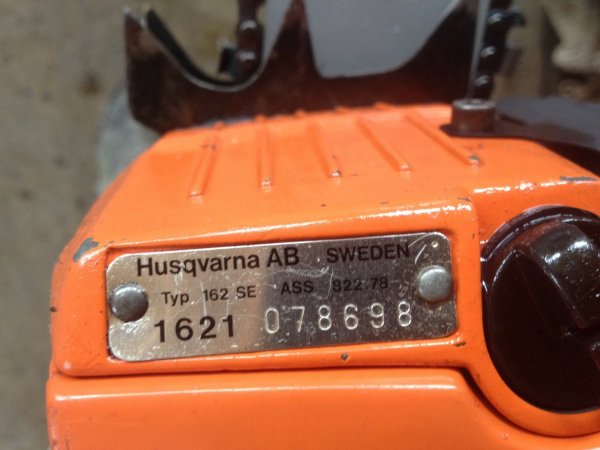 Husqvarna AB SWEDEN
Typ 162 SE ASS 822.78
1621 078698